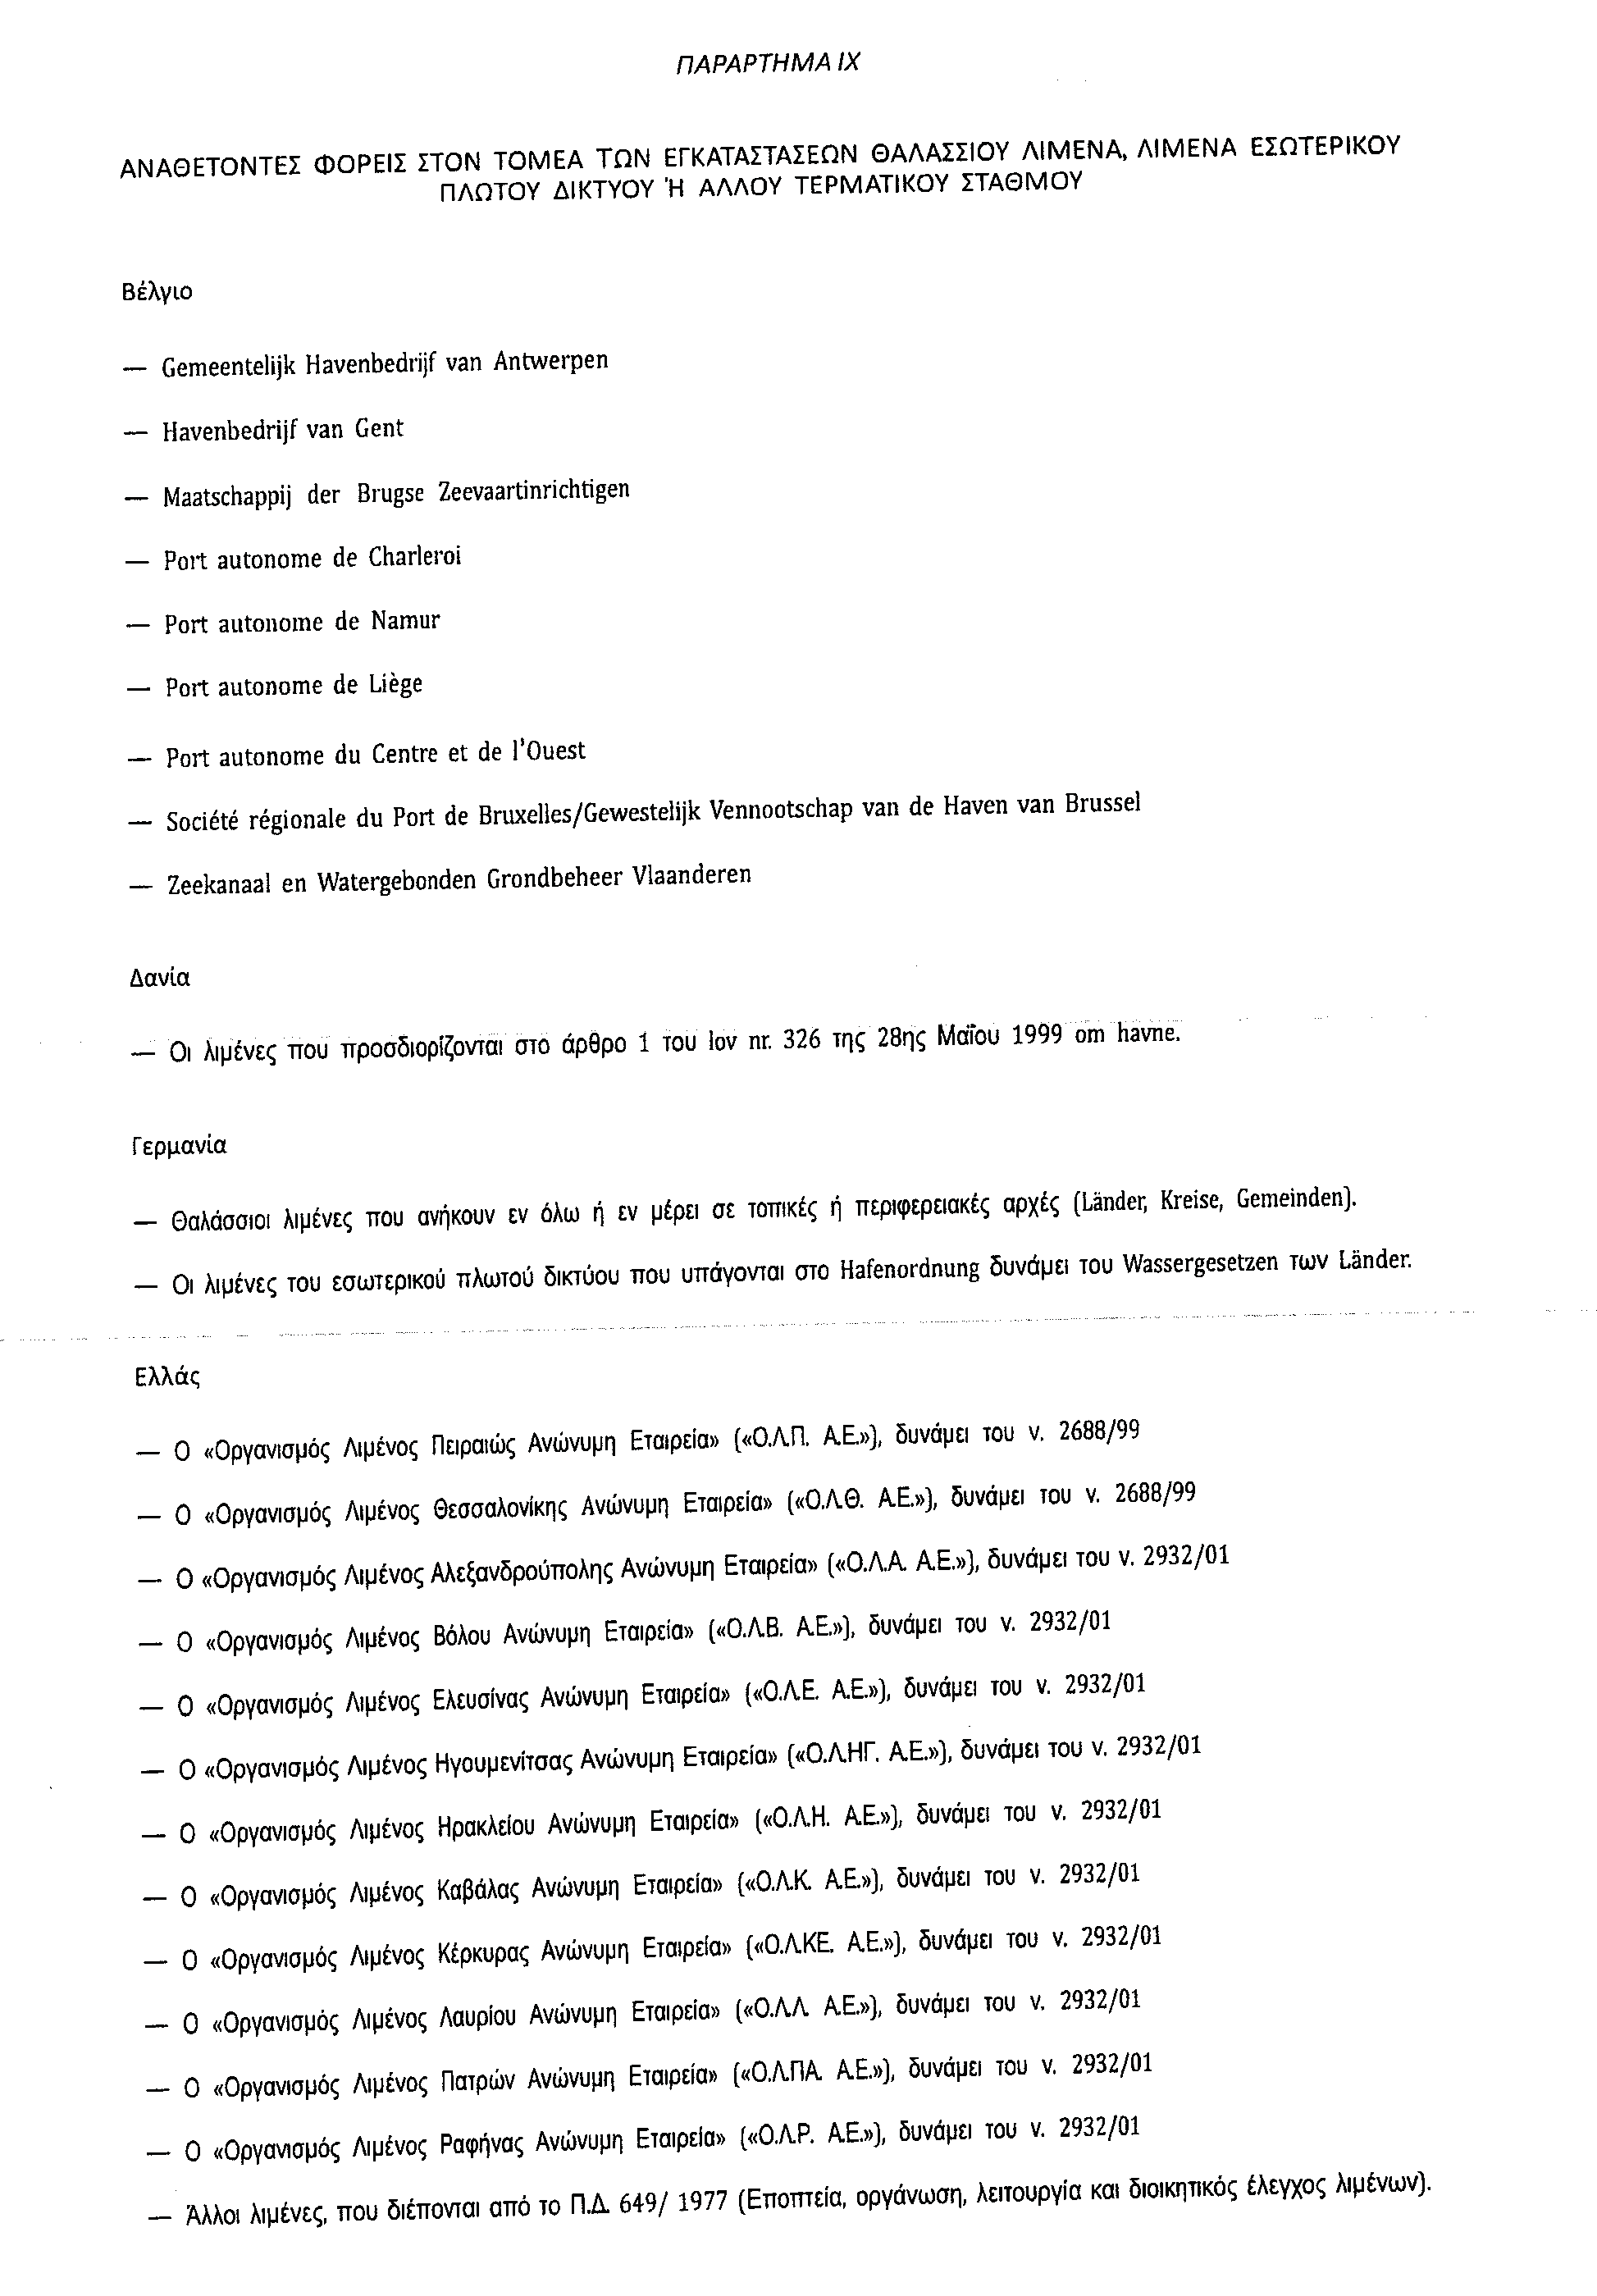 ΠΑΡΑΡΤΗΜΑ IX
ΑΝΑΘΕΤΟΝΤΕΣ ΦΟΡΕΙΣ ΣΤΟΝ ΤΟΜΕΑ ΤΩΝ ΕΓΚΑΤΑΣΤΑΣΕΩΝ ΘΑΛΑΣΣΙΟΥ ΛΙΜΕΝΑ, ΛΙΜΕΝΑ ΕΣΩΤΕΡΙΚΟΥ
ΠΛΩΤΟΥ ΔΙΚΤΥΟΥ Ή ΑΛΛΟΥ ΤΕΡΜΑΤΙΚΟΥ ΣΤΑΘΜΟΥ
Βέλγιο
— Gemeentelijk Havenbedrijf van Antwerpen
— Havenbedrijf van Gent
— Maatschappij der Brugse Zeevaartinrichtigen
— Port autonome de Charleroi
— Port autonome de Namur
— Port autonome de Liège
— Port autonome du Centre et de l'Ouest
— Société régionale du Port de Bruxelles/Gewestelijk Vennootschap van de Haven van Brussel
— Zeekanaal en Watergebonden Grondbeheer Vlaanderen
Δανία
— Οι λιμένες που προσδιορίζονται στο άρθρο 1 του lov nr. 326 της 28ης Μαΐου 1999 om havne.
Γερμανία
— Θαλάσσιοι λιμένες που ανήκουν εν όλω ή εν μέρει σε τοπικές ή περιφερειακές αρχές (Länder, Kreise, Gemeinden).
— Οι λιμένες του εσωτερικού πλωτού δικτύου που υπάγονται στο Hafenordnung δυνάμει του Wassergesetzen των Länder.
Ελλάς
— Ο «Οργανισμός Λιμένος Πειραιώς Ανώνυμη Εταιρεία» («Ο.Λ.Π. Α.Ε.»), δυνάμει του ν. 2688/99
— Ο «Οργανισμός Λιμένος Θεσσαλονίκης Ανώνυμη Εταιρεία» («Ο.Λ.Θ. Α.Ε.»), δυνάμει του ν. 2688/99
— Ο «Οργανισμός Λιμένος Αλεξανδρούπολης Ανώνυμη Εταιρεία» («Ο.Λ.Α. Α.Ε.»), δυνάμει του ν. 2932/01
— Ο «Οργανισμός Λιμένος Βόλου Ανώνυμη Εταιρεία» («Ο.Λ.Β. Α.Ε.»), δυνάμει του ν. 2932/01
— Ο «Οργανισμός Λιμένος Ελευσίνας Ανώνυμη Εταιρεία» («Ο.Λ.Ε. Α.Ε.»), δυνάμει του ν. 2932/01
— Ο «Οργανισμός Λιμένος Ηγουμενίτσας Ανώνυμη Εταιρεία» («Ο.Λ.ΗΓ. Α.Ε.»), δυνάμει του ν. 2932/01
— Ο «Οργανισμός Λιμένος Ηρακλείου Ανώνυμη Εταιρεία» («Ο.Λ.Η. Α.Ε.»), δυνάμει του ν. 2932/01
— Ο «Οργανισμός Λιμένος Καβάλας Ανώνυμη Εταιρεία» («Ο.Λ.Κ. Α.Ε.»), δυνάμει του ν. 2932/01
— Ο «Οργανισμός Λιμένος Κέρκυρας Ανώνυμη Εταιρεία» («Ο.Λ.ΚΕ. Α.Ε.»), δυνάμει του ν. 2932/01
— Ο «Οργανισμός Λιμένος Λαυρίου Ανώνυμη Εταιρεία» («Ο.Λ.Λ. Α.Ε.»), δυνάμει του ν. 2932/01
— Ο «Οργανισμός Λιμένος Πατρών Ανώνυμη Εταιρεία» («Ο.Λ.ΠΑ. Α.Ε.»), δυνάμει του ν. 2932/01
— Ο «Οργανισμός Λιμένος Ραφήνας Ανώνυμη Εταιρεία» («Ο.Λ.Ρ. Α.Ε.»), δυνάμει του ν. 2932/01
— Άλλοι λιμένες, που διέπονται από το Π.Δ. 649/ 1977 (Εποπτεία, οργάνωση, λειτουργία και διοικητικός έλεγχος λιμένων).